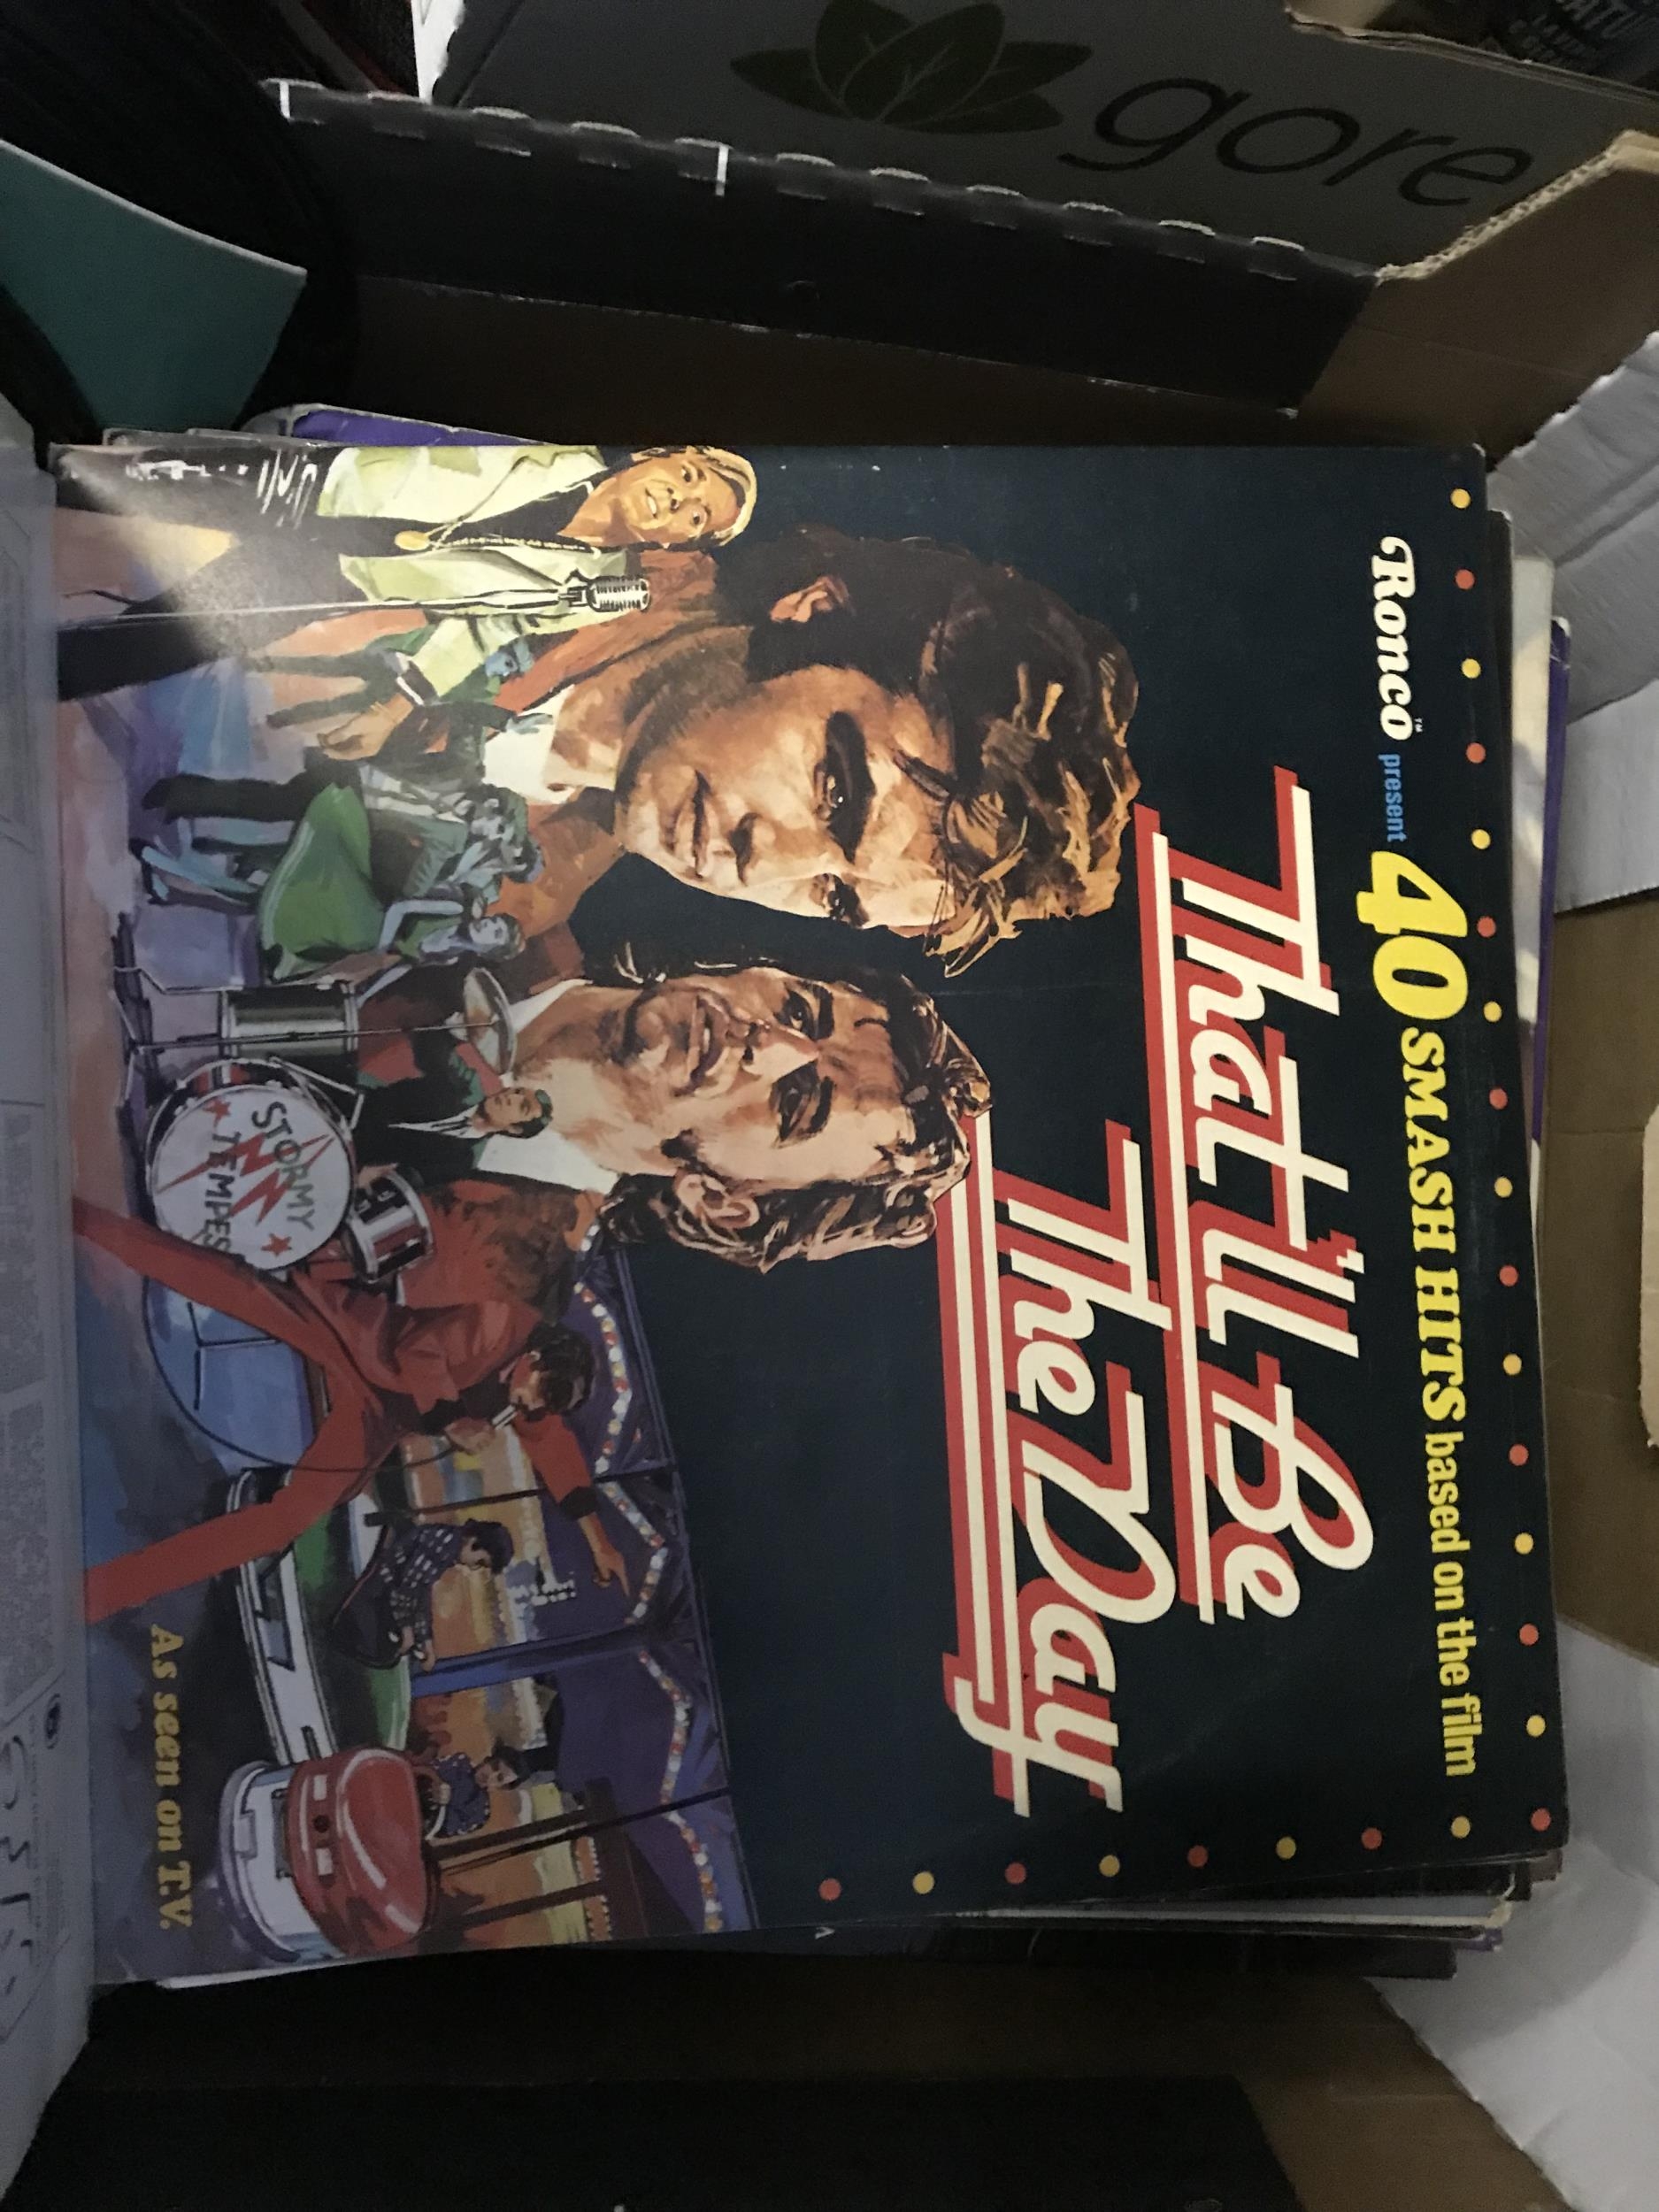 gore
Ronco™ present 40 SMASH HITS based on the film
That'll Be
The Day
STORMY
TEMPES
As seen on T.V.